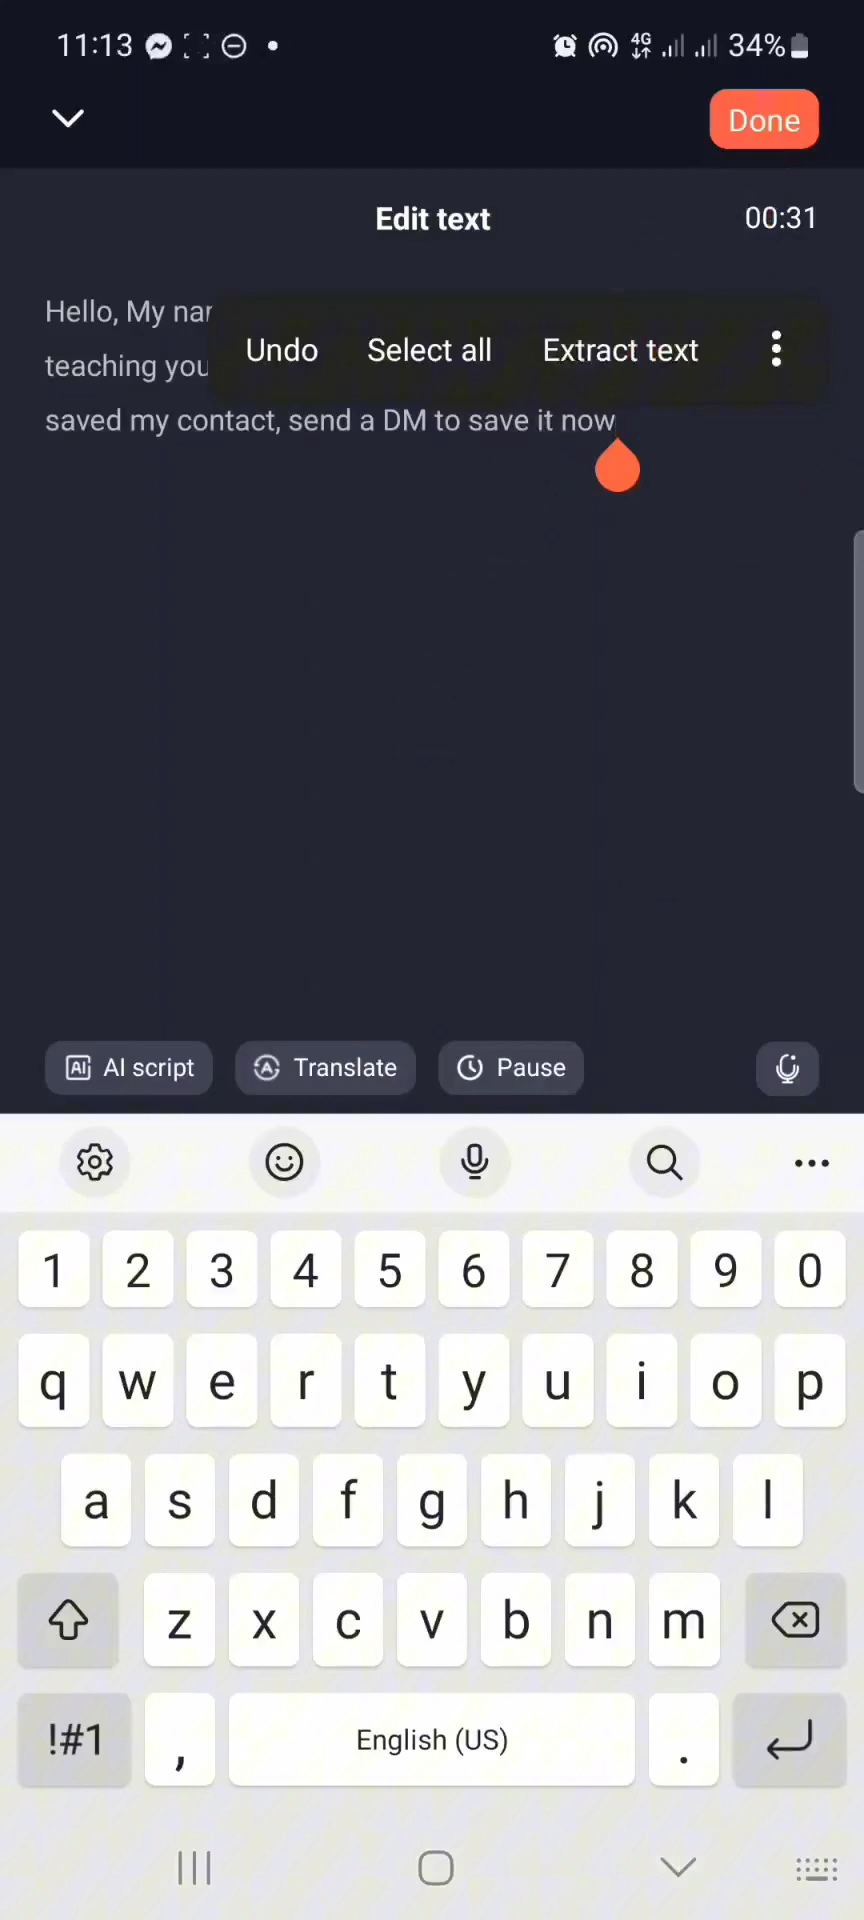 11:13
4G
34%
Done
Edit text
00:31
Hello, My
teaching you
saved my contact, send a DM to save it now
Undo
Select all
Extract text
AI script
Translate
Pause
1 2 3 4 5 6 7 8 9 0
q w e r t y u i o p
a s d f g h j k l
z x c v b n m
!#1 , English (US) .